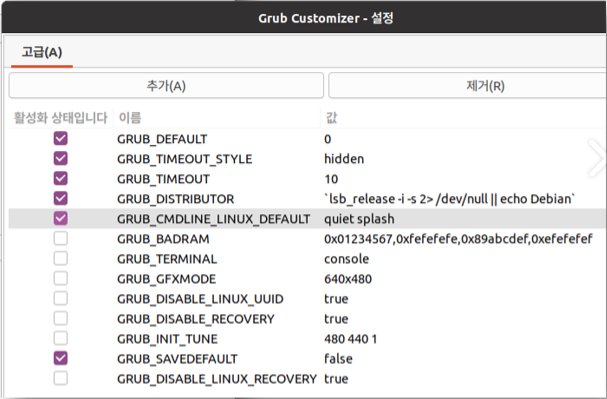 Grub Customizer - 설정
고급(A)
추가(A) 제거(R)
활성화 상태입니다 이름 값
GRUB_DEFAULT 0
GRUB_TIMEOUT_STYLE hidden
GRUB_TIMEOUT 10
GRUB_DISTRIBUTOR `lsb_release -i -s 2> /dev/null || echo Debian`
GRUB_CMDLINE_LINUX_DEFAULT quiet splash
GRUB_BADRAM 0x01234567,0xfefefefe,0x89abcdef,0xefefefef
GRUB_TERMINAL console
GRUB_GFXMODE 640x480
GRUB_DISABLE_LINUX_UUID true
GRUB_DISABLE_RECOVERY true
GRUB_INIT_TUNE 480 440 1
GRUB_SAVEDEFAULT false
GRUB_DISABLE_LINUX_RECOVERY true